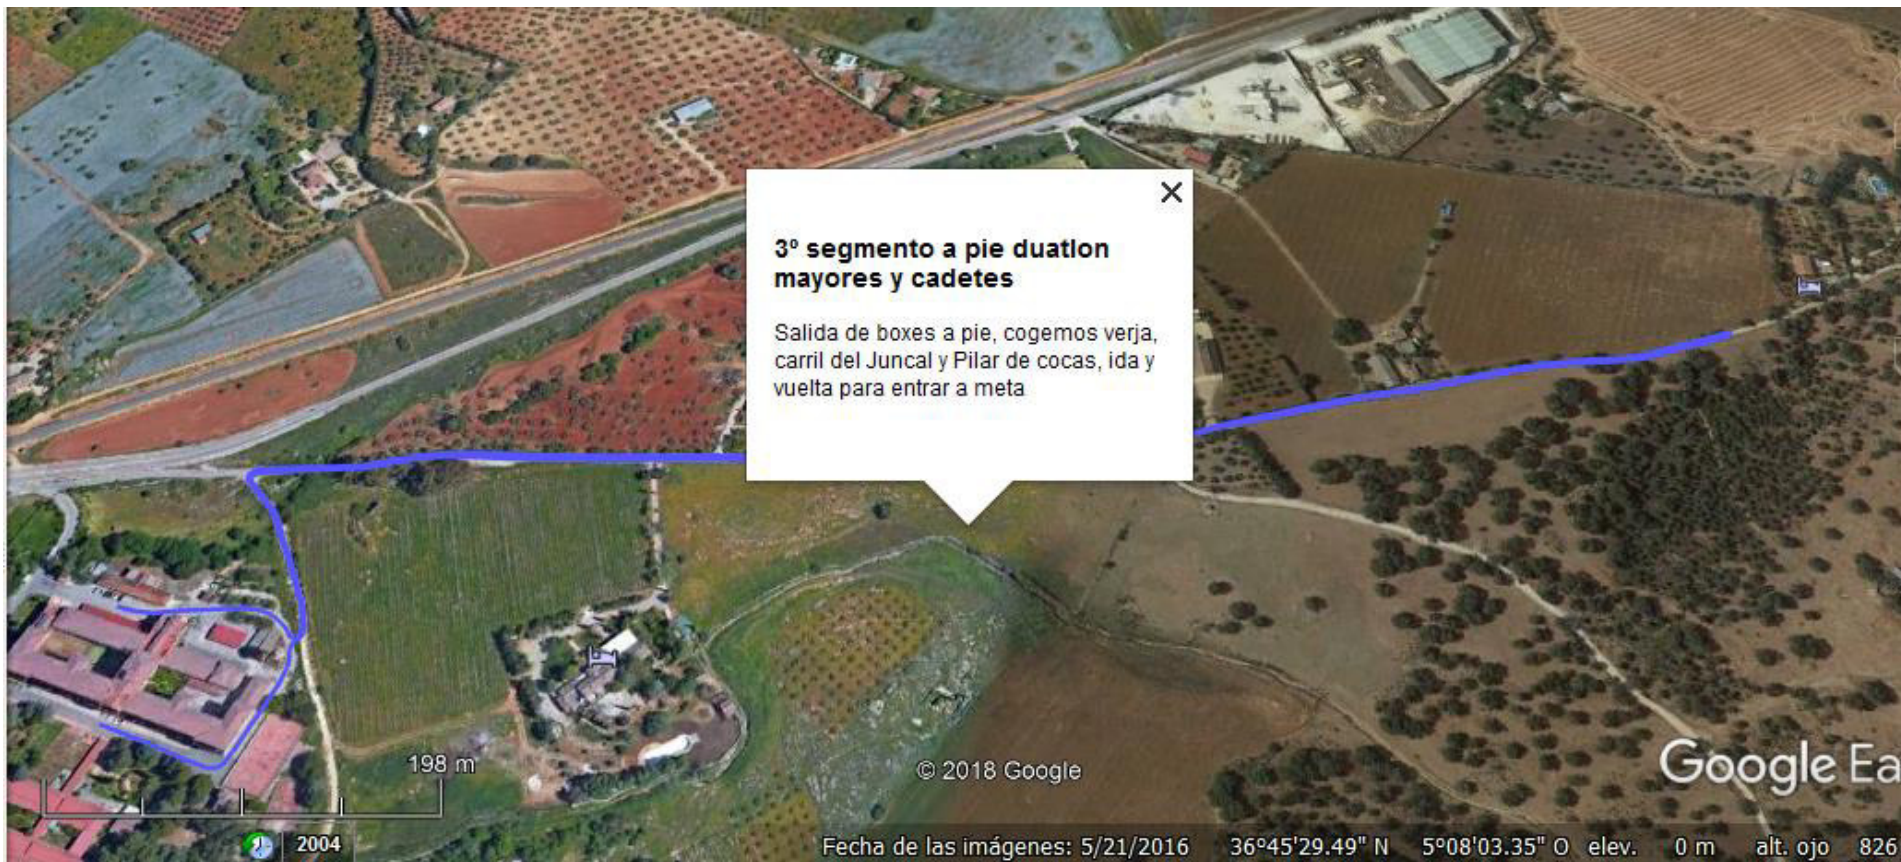 3º segmento a pie duatlon
mayores y cadetes
Salida de boxes a pie, cogemos verja,
carril del Juncal y Pilar de cocas, ida y
vuelta para entrar a meta
198 m
© 2018 Google
Google Ea
2004
Fecha de las imágenes: 5/21/2016 36º45'29.49" N 5º08'03.35" O elev. 0 m alt. ojo 826